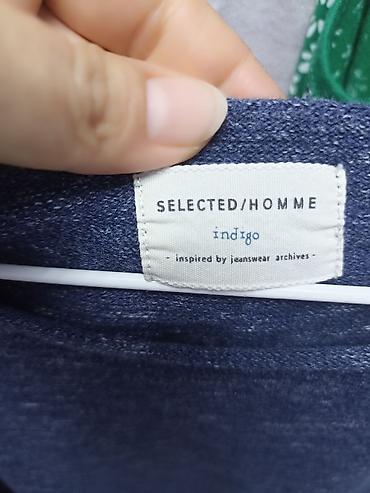 SELECTED/HOMME
indigo
- inspired by jeanswear archives -